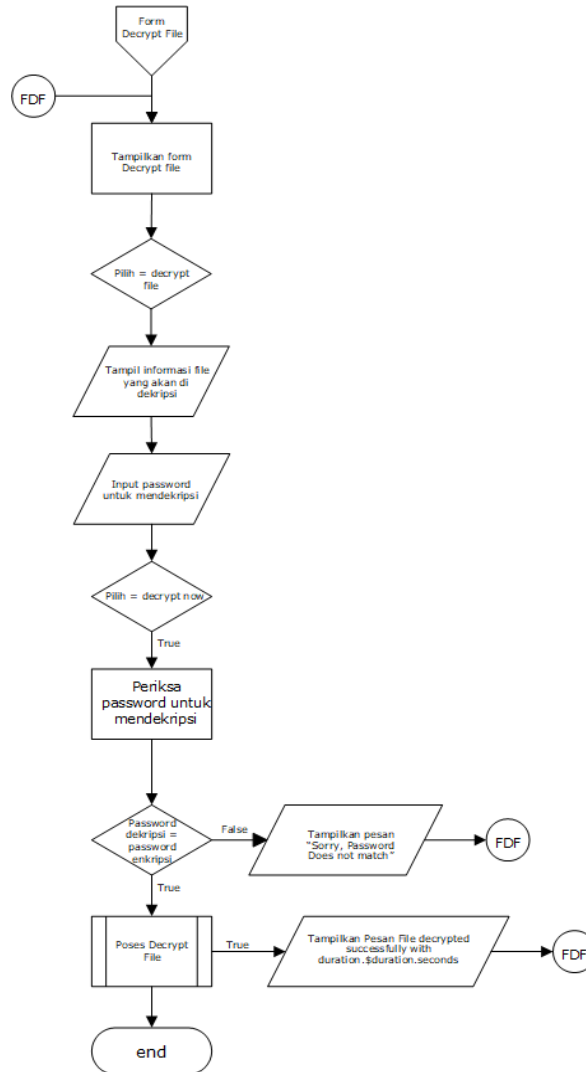 Form
Decrypt File
FDF
Tampilkan form
Decrypt file
Pilih = decrypt
file
Tampil informasi file
yang akan di
dekripsi
Input password
untuk mendekripsi
Pilih = decrypt now
True
Periksa
password untuk
mendekripsi
Password
dekripsi =
password
enkripsi
False
Tampilkan pesan
“Sorry, Password
Does not match”
FDF
True
Poses Decrypt
File
True
Tampilkan Pesan File decrypted
successfully with
duration.$duration.seconds
FDF
end